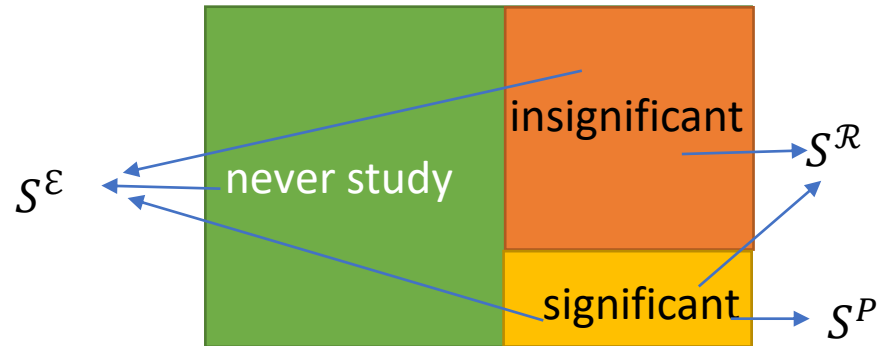 insignificant
S^ℛ
never study
S^ℰ
significant
S^P